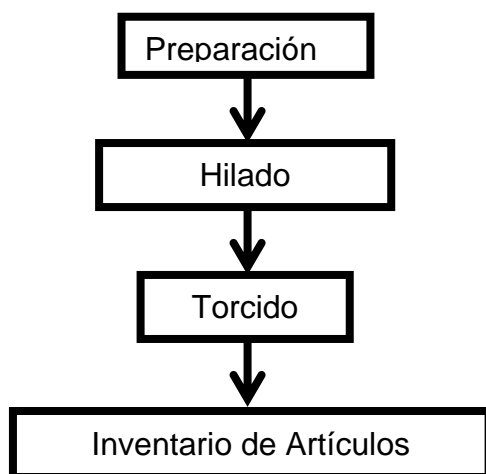 Preparación
Hilado
Torcido
Inventario de Artículos